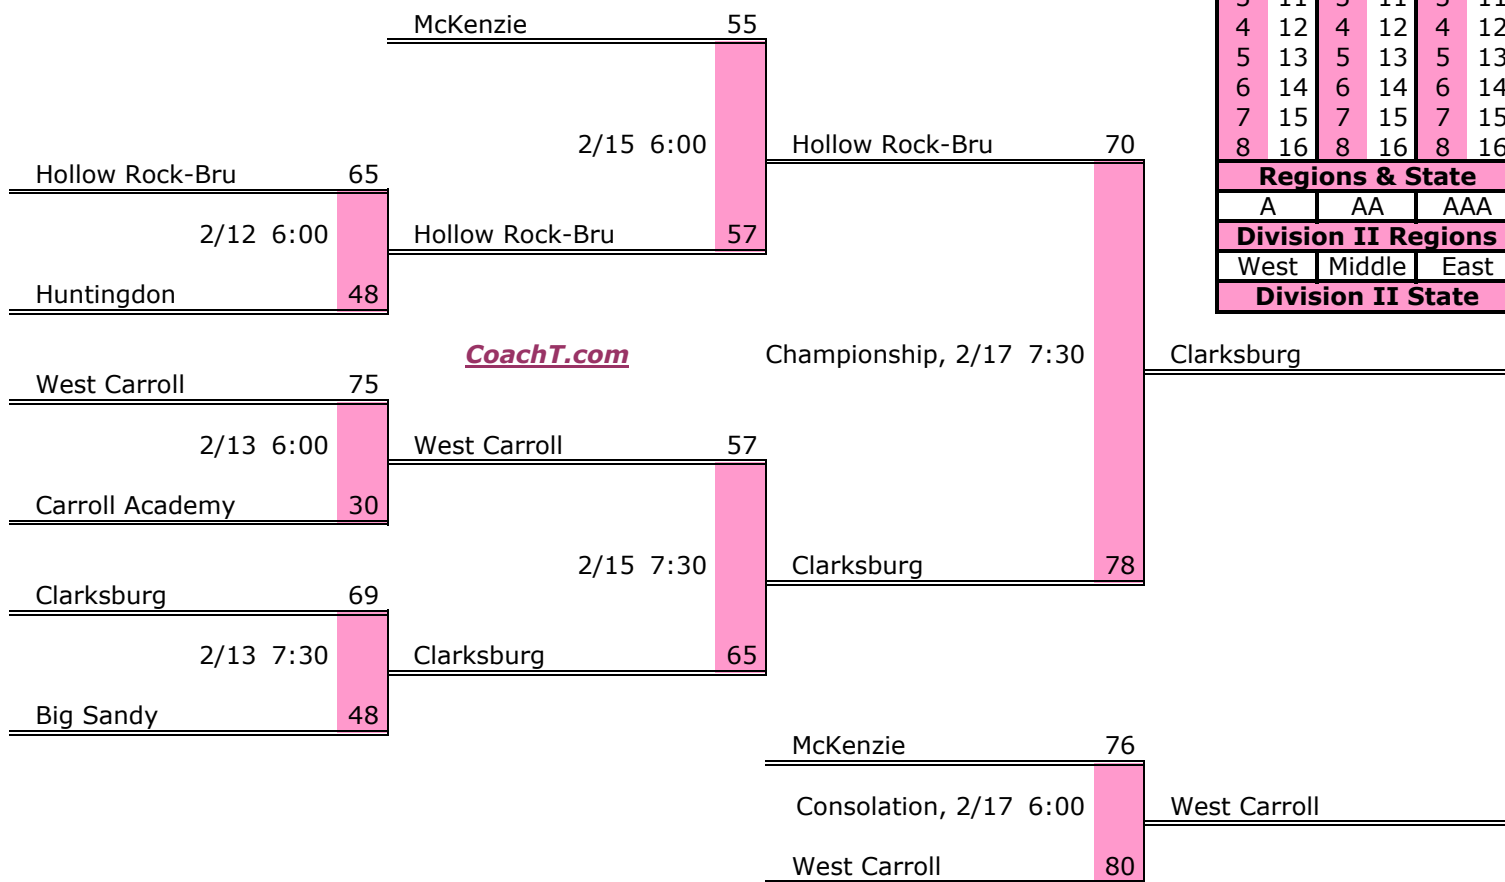 McKenzie 55
2/15 6:00
Hollow Rock-Bru 57
Hollow Rock-Bru 65
2/12 6:00
Huntingdon 48
Hollow Rock-Bru 70
Championship, 2/17 7:30
Clarksburg 78
Clarksburg
CoachT.com
West Carroll 75
2/13 6:00
Carroll Academy 30
West Carroll 57
2/15 7:30
Clarksburg 65
Clarksburg 69
2/13 7:30
Big Sandy 48
McKenzie 76
Consolation, 2/17 6:00
West Carroll 80
West Carroll
4 12 4 12 4 12
5 13 5 13 5 13
6 14 6 14 6 14
7 15 7 15 7 15
8 16 8 16 8 16
Regions & State
A AA AAA
Division II Regions
West Middle East
Division II State